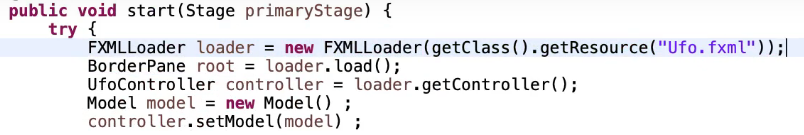 public void start(Stage primaryStage) {
try {
FXMLLoader loader = new FXMLLoader(getClass().getResource("Ufo.fxml"));
BorderPane root = loader.load();
UfoController controller = loader.getController();
Model model = new Model() ;
controller.setModel(model) ;